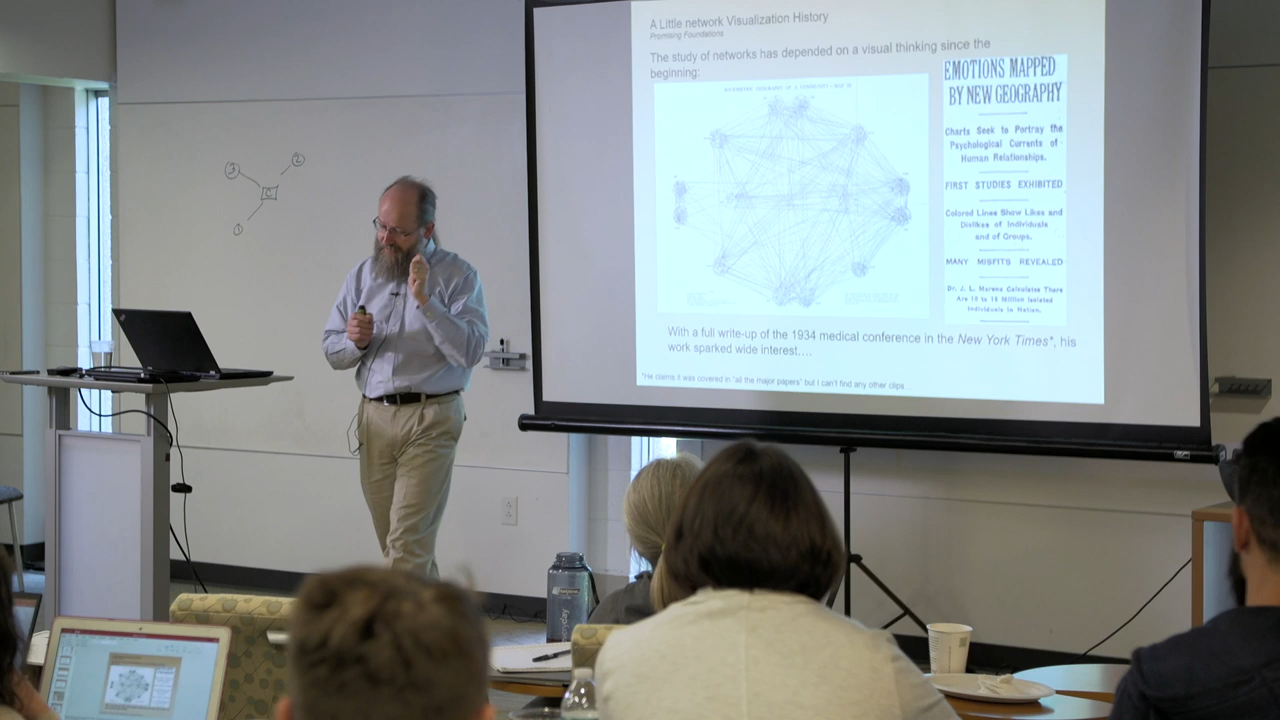 A Little network Visualization History
Promising Foundations
The study of networks has depended on a visual thinking since the
beginning:
EMOTIONS MAPPED
BY NEW GEOGRAPHY
Charts Seek to Portray the
Psychological Currents of
Human Relationships.
FIRST STUDIES EXHIBITED
Colored Lines Show Likes and
Dislikes of Individuals
and of Groups.
MANY MISFITS REVEALED
Dr. J. L. Moreno Calculates There
Are 10 to 15 Million Isolated
Individuals in Nation.
With a full write-up of the 1934 medical conference in the New York Times*, his
work sparked wide interest….
*He claims it was covered in "all the major papers" but I can't find any other clips...
3
2
C
1